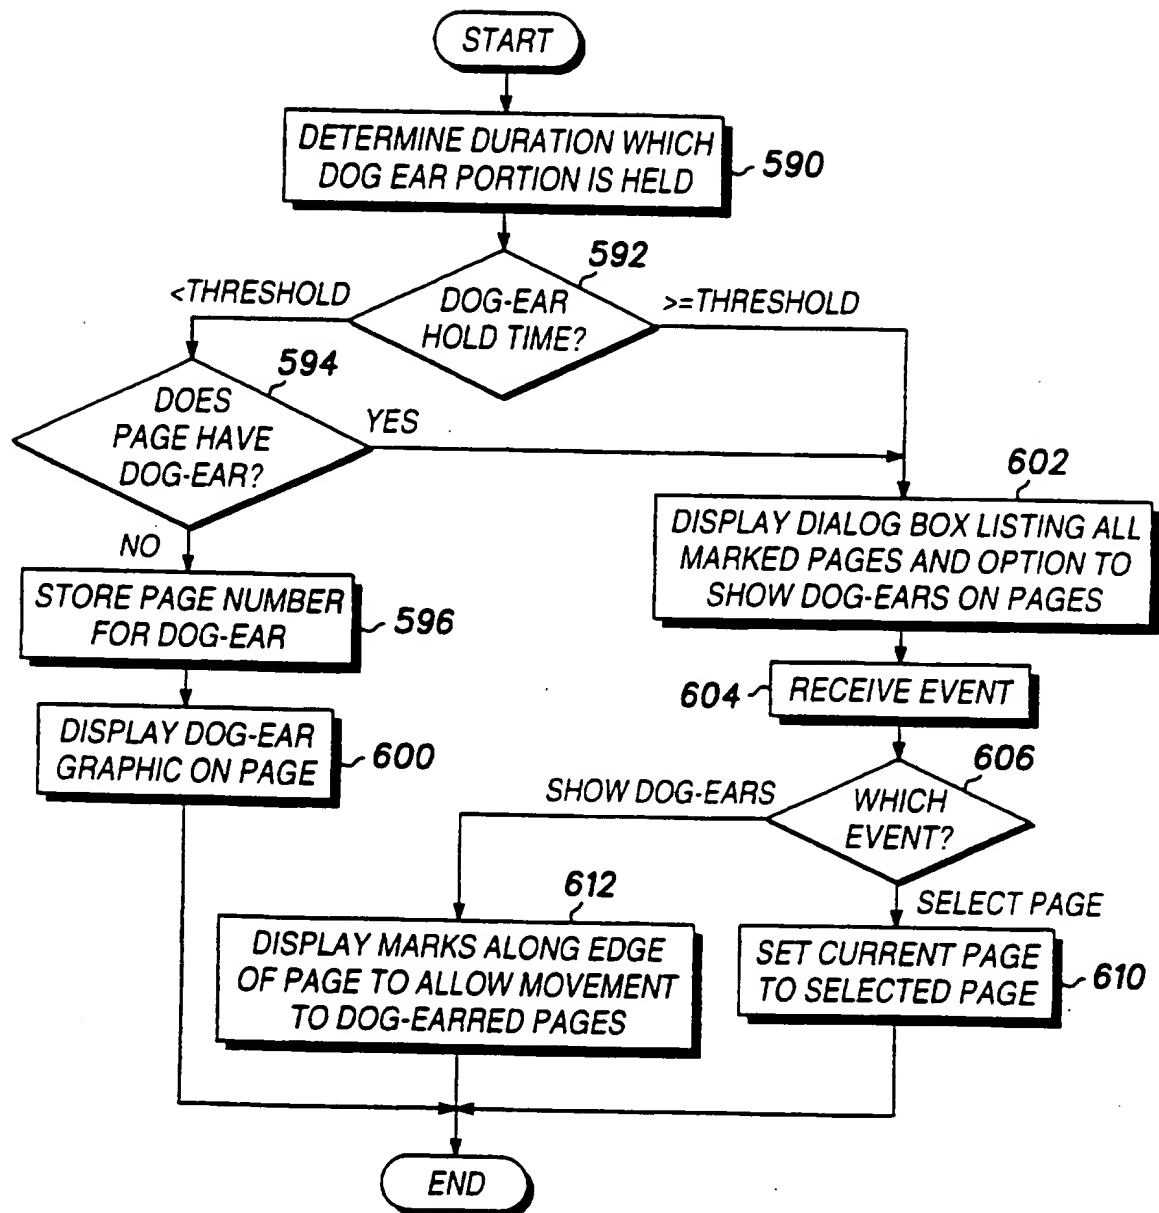 START
DETERMINE DURATION WHICH
DOG EAR PORTION IS HELD
590
592
<THRESHOLD
DOG-EAR
HOLD TIME?
>=THRESHOLD
594
DOES
PAGE HAVE
DOG-EAR?
YES
NO
602
DISPLAY DIALOG BOX LISTING ALL
MARKED PAGES AND OPTION TO
SHOW DOG-EARS ON PAGES
STORE PAGE NUMBER
FOR DOG-EAR
596
604
RECEIVE EVENT
DISPLAY DOG-EAR
GRAPHIC ON PAGE
600
606
SHOW DOG-EARS
WHICH
EVENT?
612
SELECT PAGE
DISPLAY MARKS ALONG EDGE
OF PAGE TO ALLOW MOVEMENT
TO DOG-EARRED PAGES
SET CURRENT PAGE
TO SELECTED PAGE
610
END